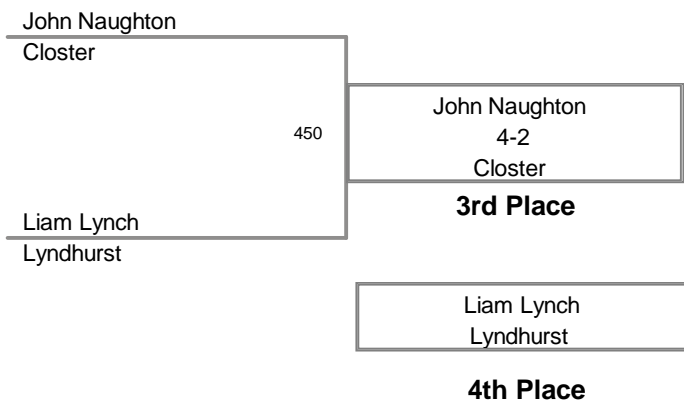 John Naughton
Closter
450
John Naughton
4-2
Closter
3rd Place
Liam Lynch
Lyndhurst
Liam Lynch
Lyndhurst
4th Place